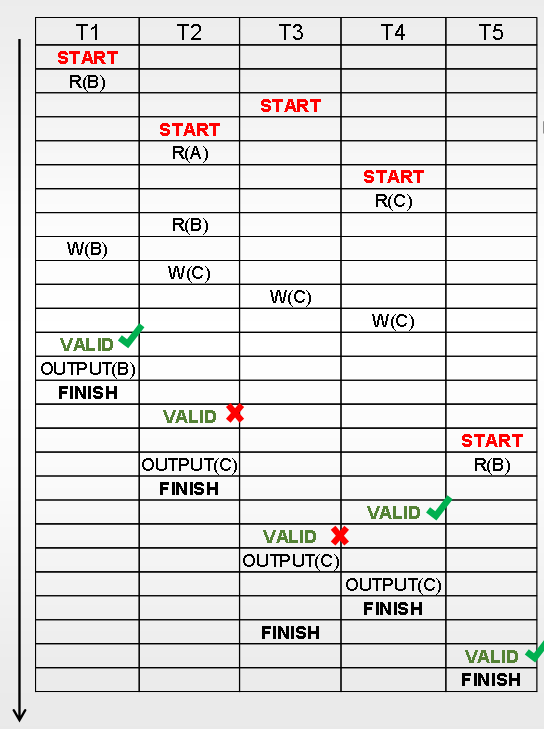 T1 T2 T3 T4 T5
START
R(B)
START
START
R(A)
START
R(C)
R(B)
W(B)
W(C)
W(C)
W(C)
VALID
OUTPUT(B)
FINISH
VALID
START
OUTPUT(C) R(B)
FINISH
VALID
VALID
OUTPUT(C)
OUTPUT(C)
FINISH
FINISH
VALID
FINISH